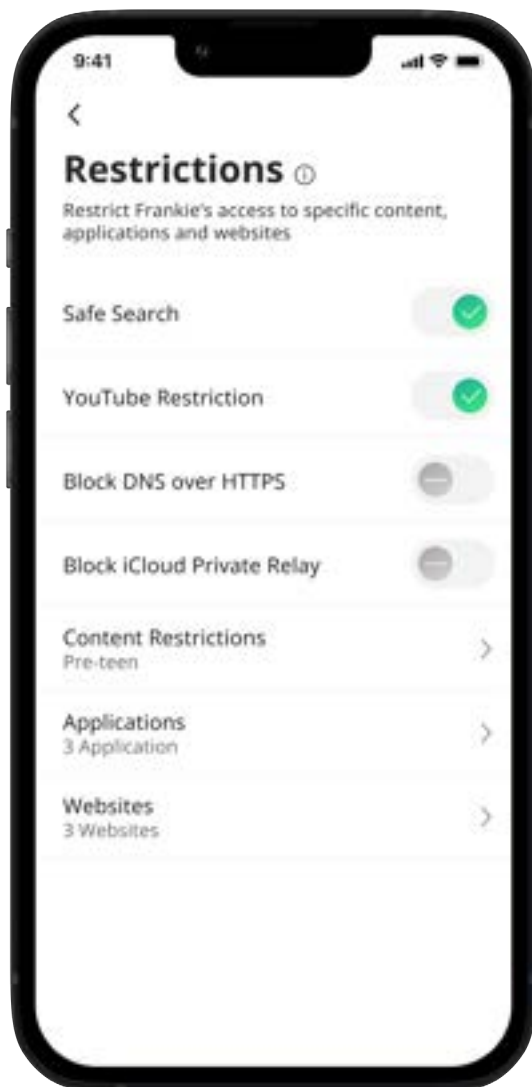 9:41
Restrictions
Restrict Frankie's access to specific content,
applications and websites
Safe Search
YouTube Restriction
Block DNS over HTTPS
Block iCloud Private Relay
Content Restrictions
Pre-teen
Applications
3 Application
Websites
3 Websites